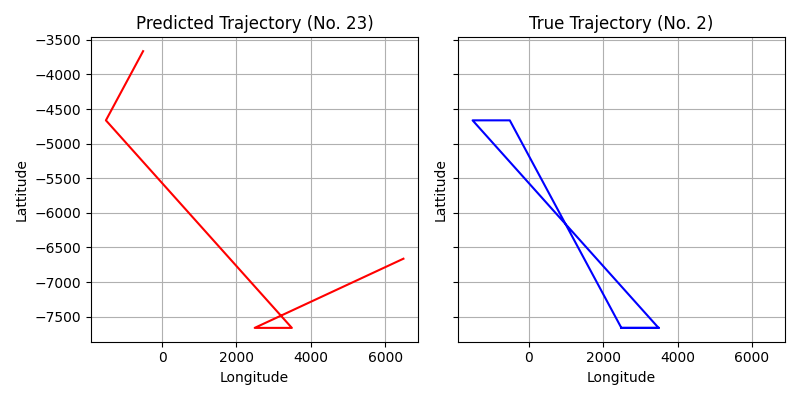 Predicted Trajectory (No. 23)
True Trajectory (No. 2)
−3500
−4000
−4500
−5000
−5500
−6000
−6500
−7000
−7500
Lattitude
Lattitude
0 2000 4000 6000
0 2000 4000 6000
Longitude
Longitude